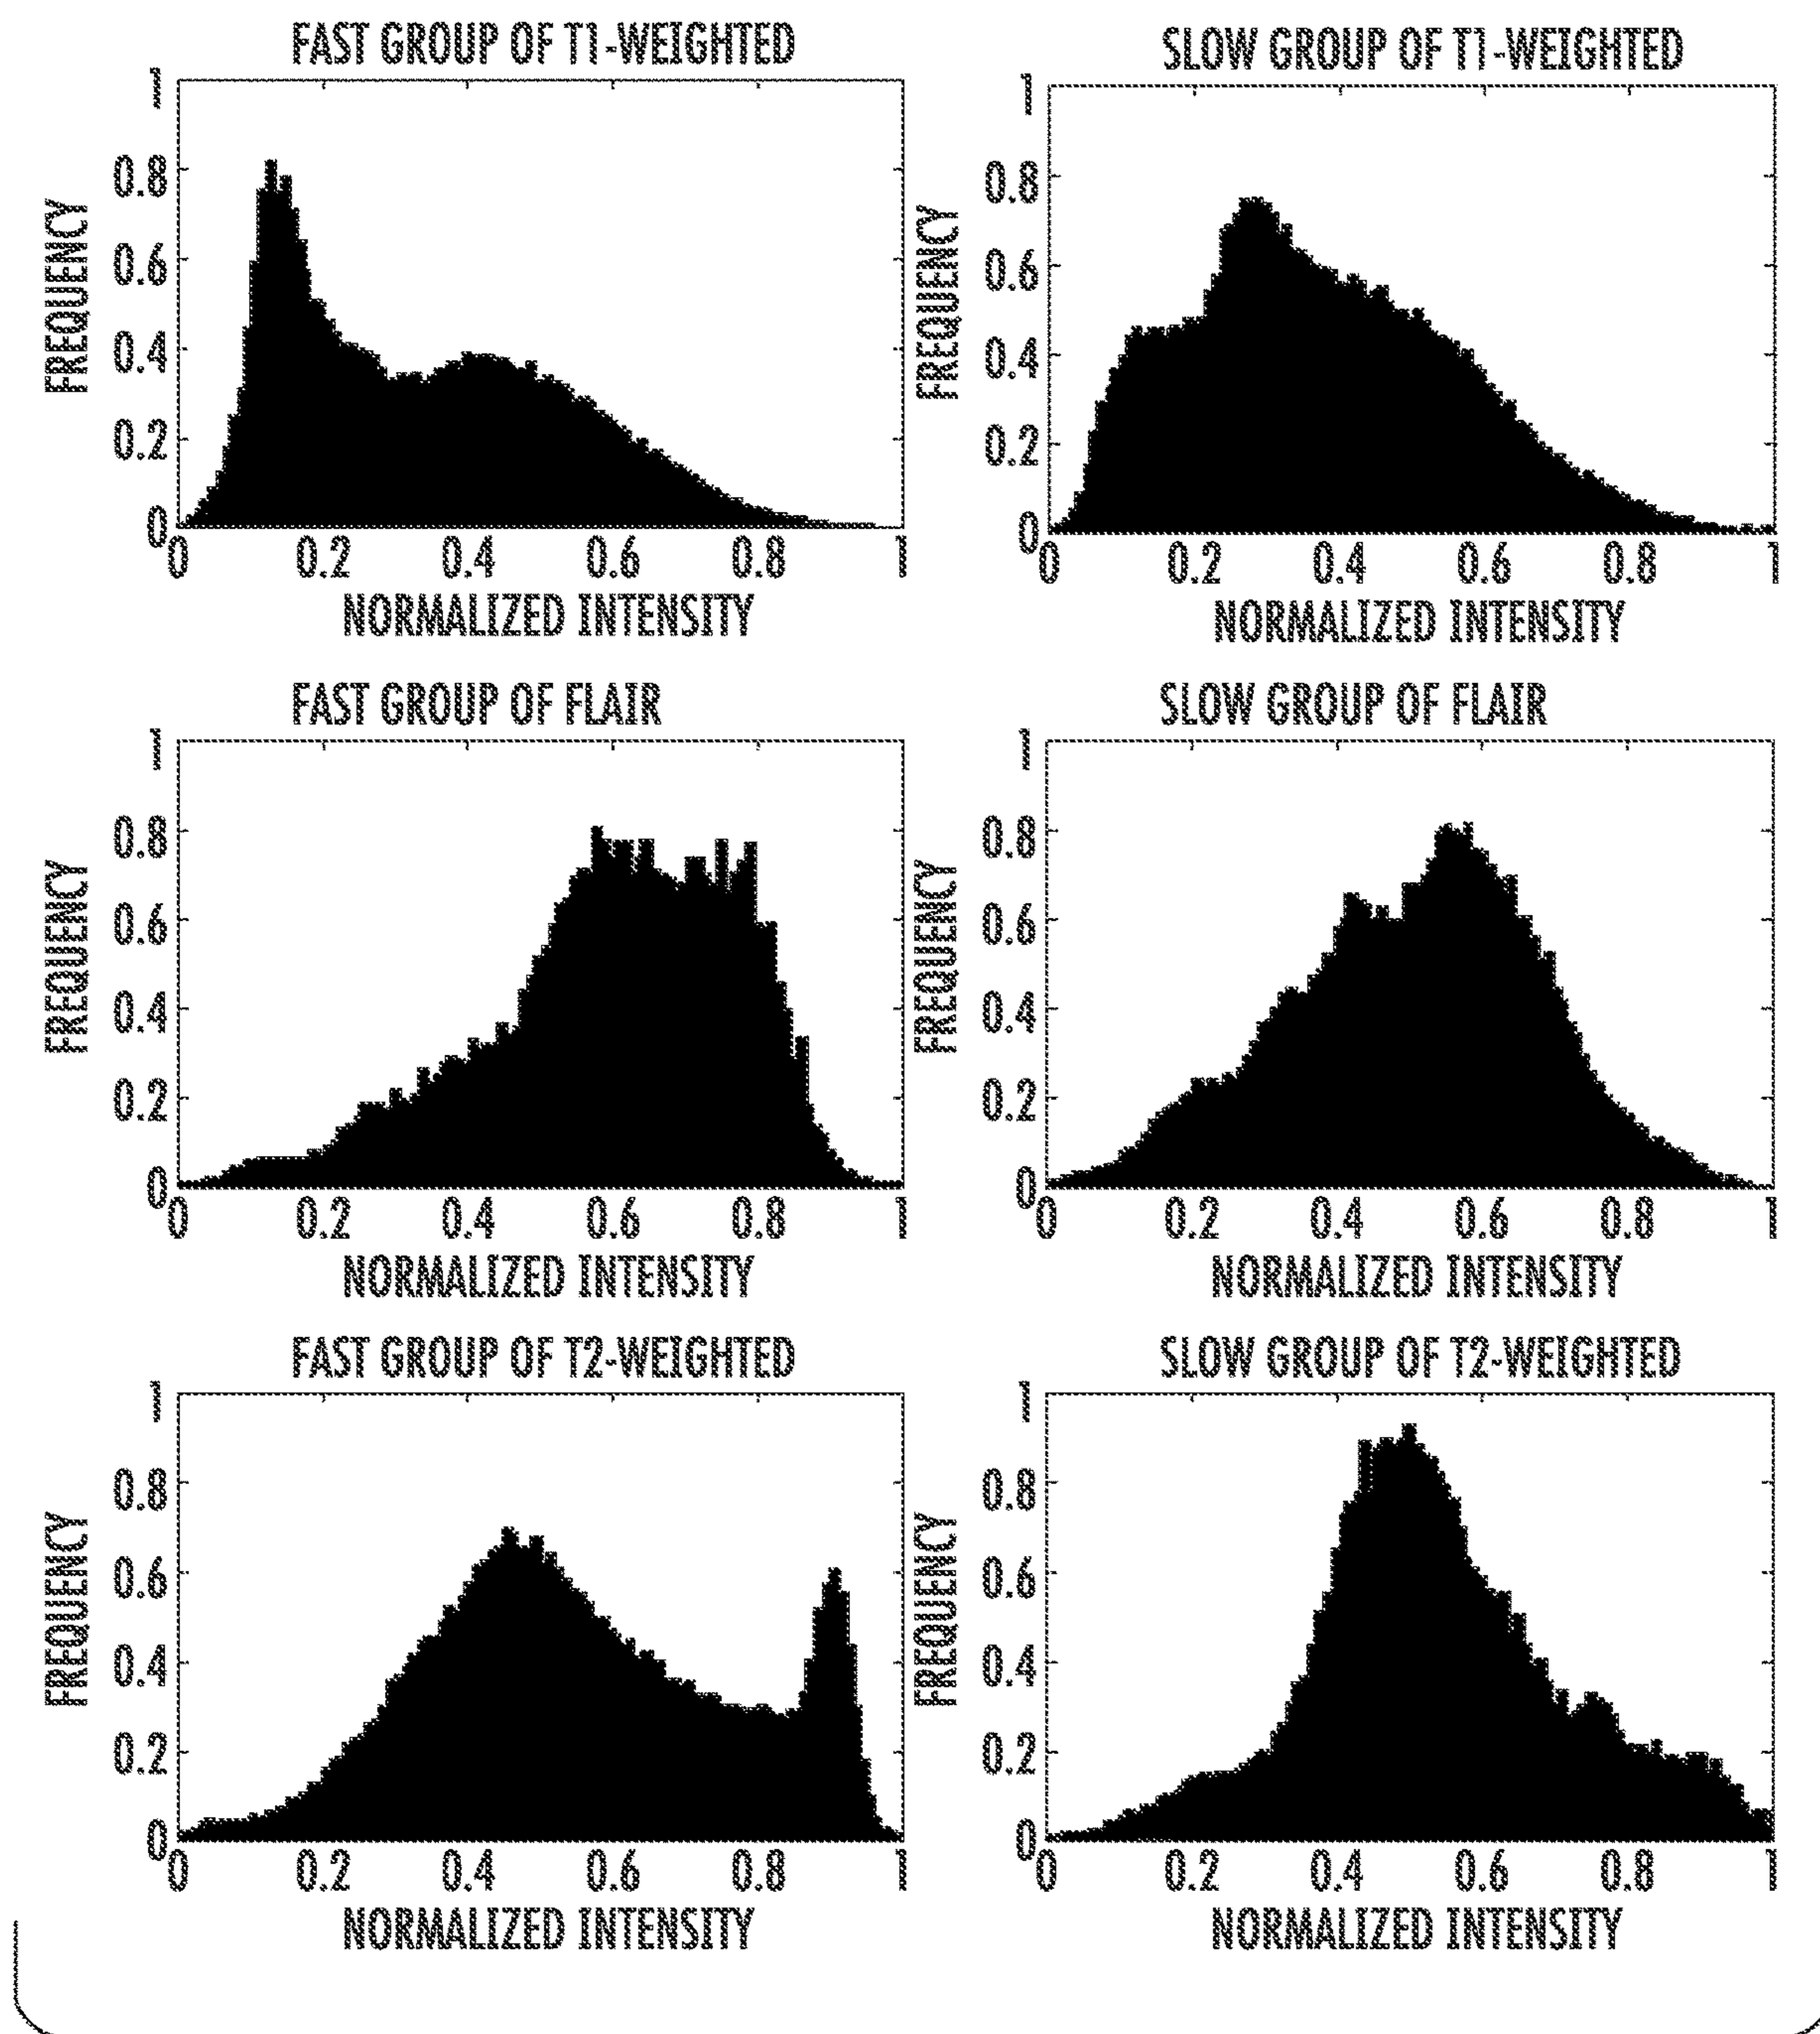 FAST GROUP OF T1-WEIGHTED
1
0.8
0.6
0.4
0.2
0
FREQUENCY
0 0.2 0.4 0.6 0.8 1
NORMALIZED INTENSITY
SLOW GROUP OF T1-WEIGHTED
1
0.8
0.6
0.4
0.2
0
FREQUENCY
0 0.2 0.4 0.6 0.8 1
NORMALIZED INTENSITY
FAST GROUP OF FLAIR
1
0.8
0.6
0.4
0.2
0
FREQUENCY
0 0.2 0.4 0.6 0.8 1
NORMALIZED INTENSITY
SLOW GROUP OF FLAIR
1
0.8
0.6
0.4
0.2
0
FREQUENCY
0 0.2 0.4 0.6 0.8 1
NORMALIZED INTENSITY
FAST GROUP OF T2-WEIGHTED
1
0.8
0.6
0.4
0.2
0
FREQUENCY
0 0.2 0.4 0.6 0.8 1
NORMALIZED INTENSITY
SLOW GROUP OF T2-WEIGHTED
1
0.8
0.6
0.4
0.2
0
FREQUENCY
0 0.2 0.4 0.6 0.8 1
NORMALIZED INTENSITY